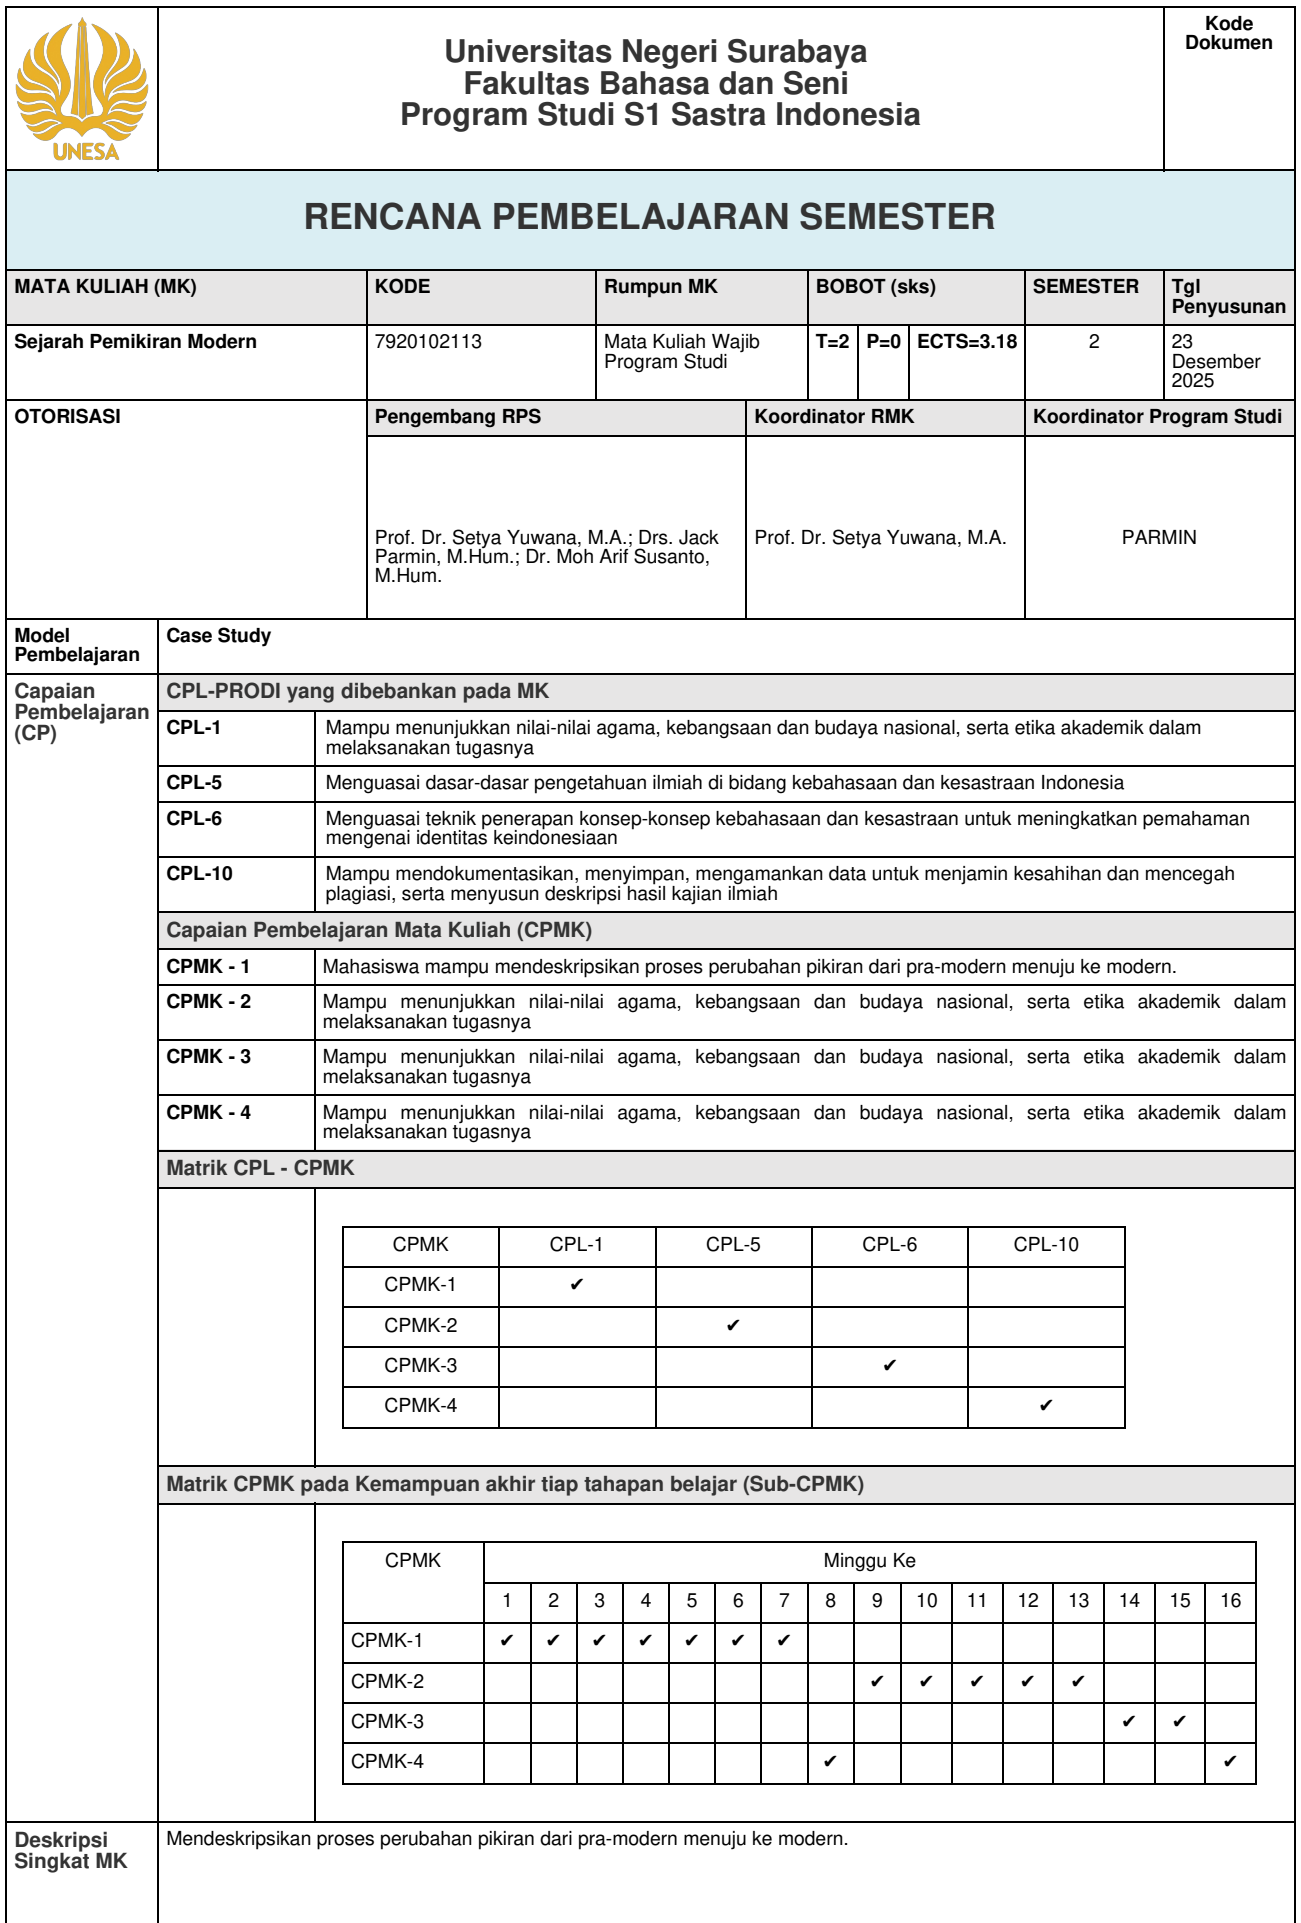 UNESA
Universitas Negeri Surabaya
Fakultas Bahasa dan Seni
Program Studi S1 Sastra Indonesia
Kode
Dokumen
RENCANA PEMBELAJARAN SEMESTER
MATA KULIAH (MK) KODE Rumpun MK BOBOT (sks) SEMESTER Tgl
Penyusunan
Sejarah Pemikiran Modern 7920102113 Mata Kuliah Wajib
Program Studi
T=2 P=0 ECTS=3.18 2 23
Desember
2025
OTORISASI Pengembang RPS Koordinator RMK Koordinator Program Studi
Prof. Dr. Setya Yuwana, M.A.; Drs. Jack
Parmin, M.Hum.; Dr. Moh Arif Susanto,
M.Hum.
Prof. Dr. Setya Yuwana, M.A. PARMIN
Model
Pembelajaran
Case Study
Capaian
Pembelajaran
(CP)
CPL-PRODI yang dibebankan pada MK
CPL-1 Mampu menunjukkan nilai-nilai agama, kebangsaan dan budaya nasional, serta etika akademik dalam
melaksanakan tugasnya
CPL-5 Menguasai dasar-dasar pengetahuan ilmiah di bidang kebahasaan dan kesastraan Indonesia
CPL-6 Menguasai teknik penerapan konsep-konsep kebahasaan dan kesastraan untuk meningkatkan pemahaman
mengenai identitas keindonesiaan
CPL-10 Mampu mendokumentasikan, menyimpan, mengamankan data untuk menjamin kesahihan dan mencegah
plagiasi, serta menyusun deskripsi hasil kajian ilmiah
Capaian Pembelajaran Mata Kuliah (CPMK)
CPMK - 1 Mahasiswa mampu mendeskripsikan proses perubahan pikiran dari pra-modern menuju ke modern.
CPMK - 2 Mampu menunjukkan nilai-nilai agama, kebangsaan dan budaya nasional, serta etika akademik dalam
melaksanakan tugasnya
CPMK - 3 Mampu menunjukkan nilai-nilai agama, kebangsaan dan budaya nasional, serta etika akademik dalam
melaksanakan tugasnya
CPMK - 4 Mampu menunjukkan nilai-nilai agama, kebangsaan dan budaya nasional, serta etika akademik dalam
melaksanakan tugasnya
Matrik CPL - CPMK
CPMK CPL-1 CPL-5 CPL-6 CPL-10
CPMK-1 ✔
CPMK-2 ✔
CPMK-3 ✔
CPMK-4 ✔
Matrik CPMK pada Kemampuan akhir tiap tahapan belajar (Sub-CPMK)
CPMK Minggu Ke
1 2 3 4 5 6 7 8 9 10 11 12 13 14 15 16
CPMK-1 ✔ ✔ ✔ ✔ ✔ ✔ ✔
CPMK-2 ✔ ✔ ✔ ✔ ✔
CPMK-3 ✔ ✔
CPMK-4 ✔ ✔
Deskripsi
Singkat MK
Mendeskripsikan proses perubahan pikiran dari pra-modern menuju ke modern.